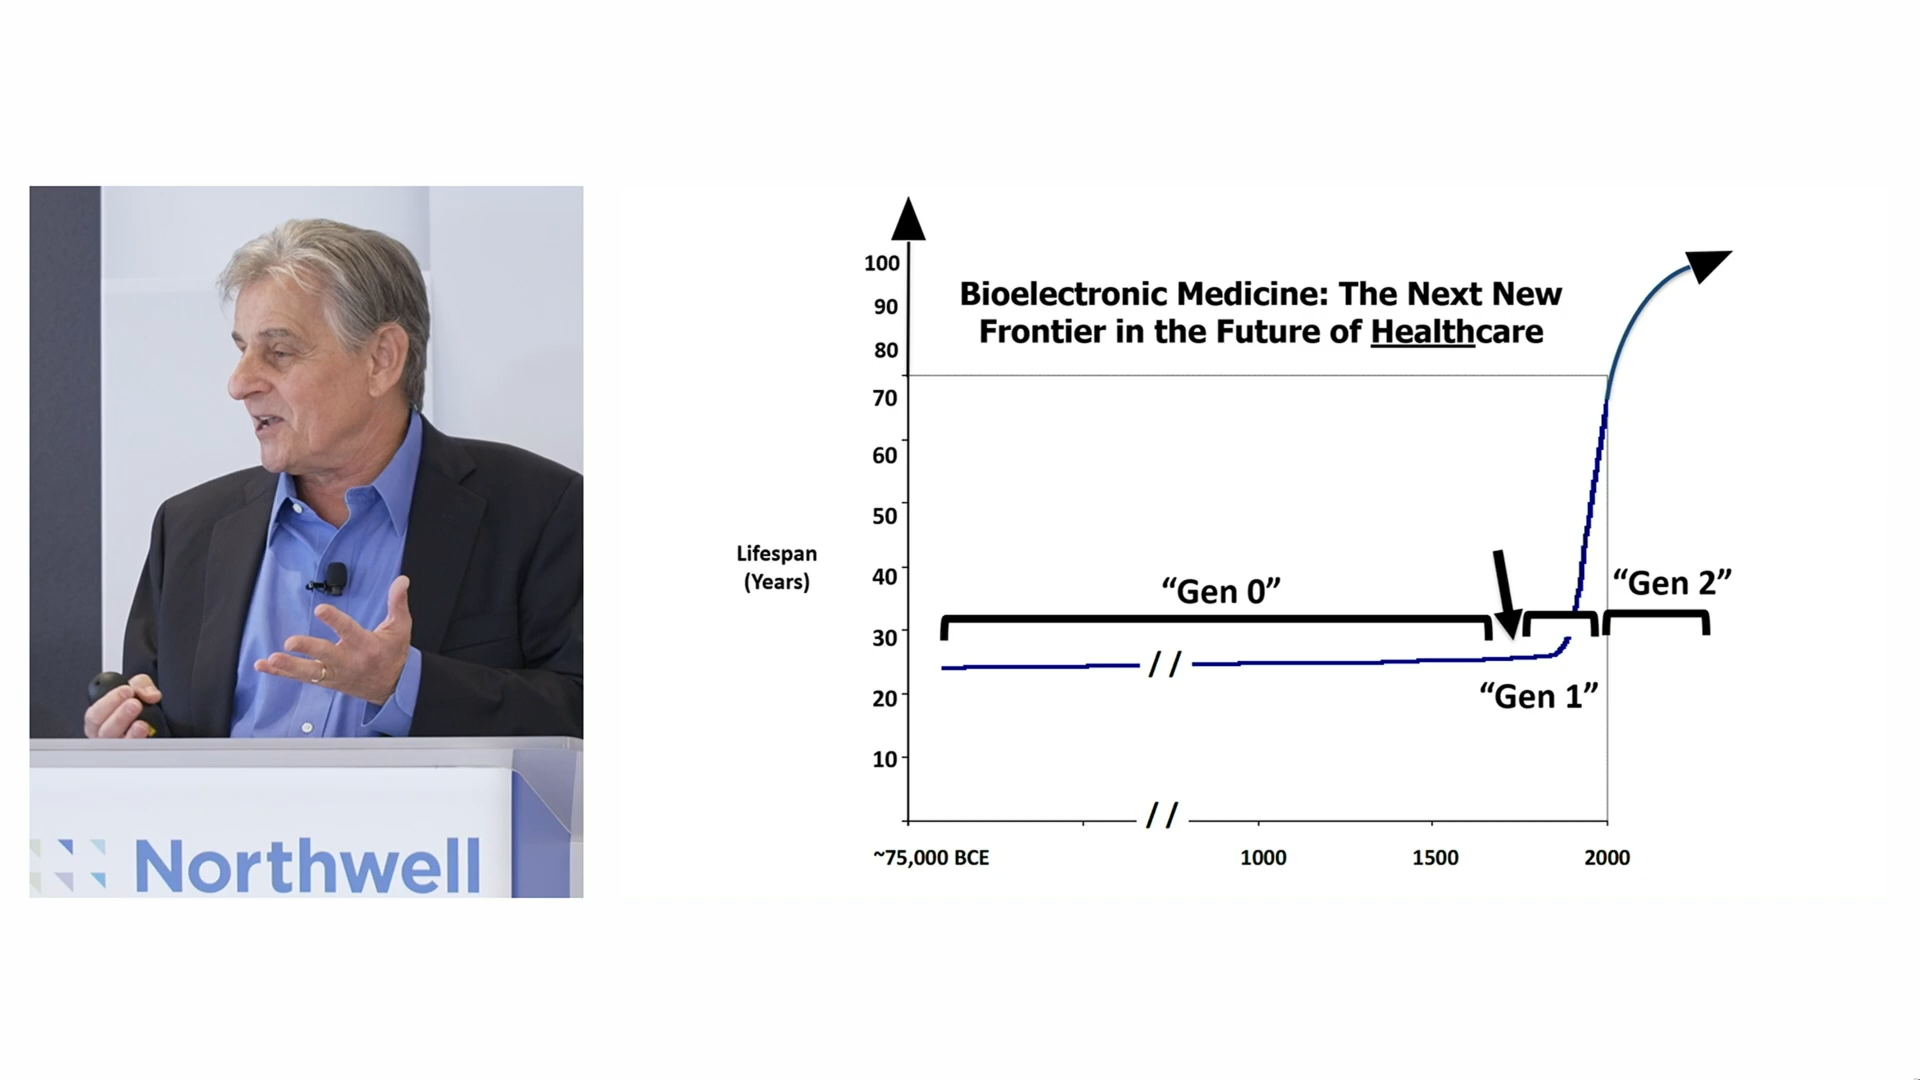 Northwell
100
90
80
70
60
50
40
30
20
10
Lifespan
(Years)
Bioelectronic Medicine: The Next New
Frontier in the Future of Healthcare
“Gen 0”
“Gen 1”
“Gen 2”
//
//
~75,000 BCE
1000
1500
2000